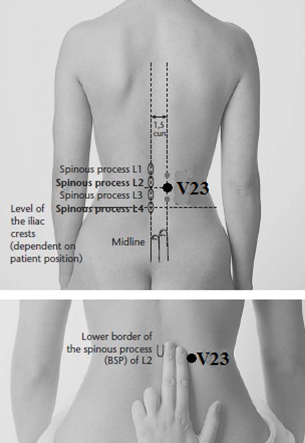 1,5
cun
Spinous process L1
Spinous process L2
V23
Spinous process L3
Spinous process L4
Level of
the iliac
crests
(dependent on
patient position)
Midline
Lower border of
the spinous process
(BSP) of L2
V23